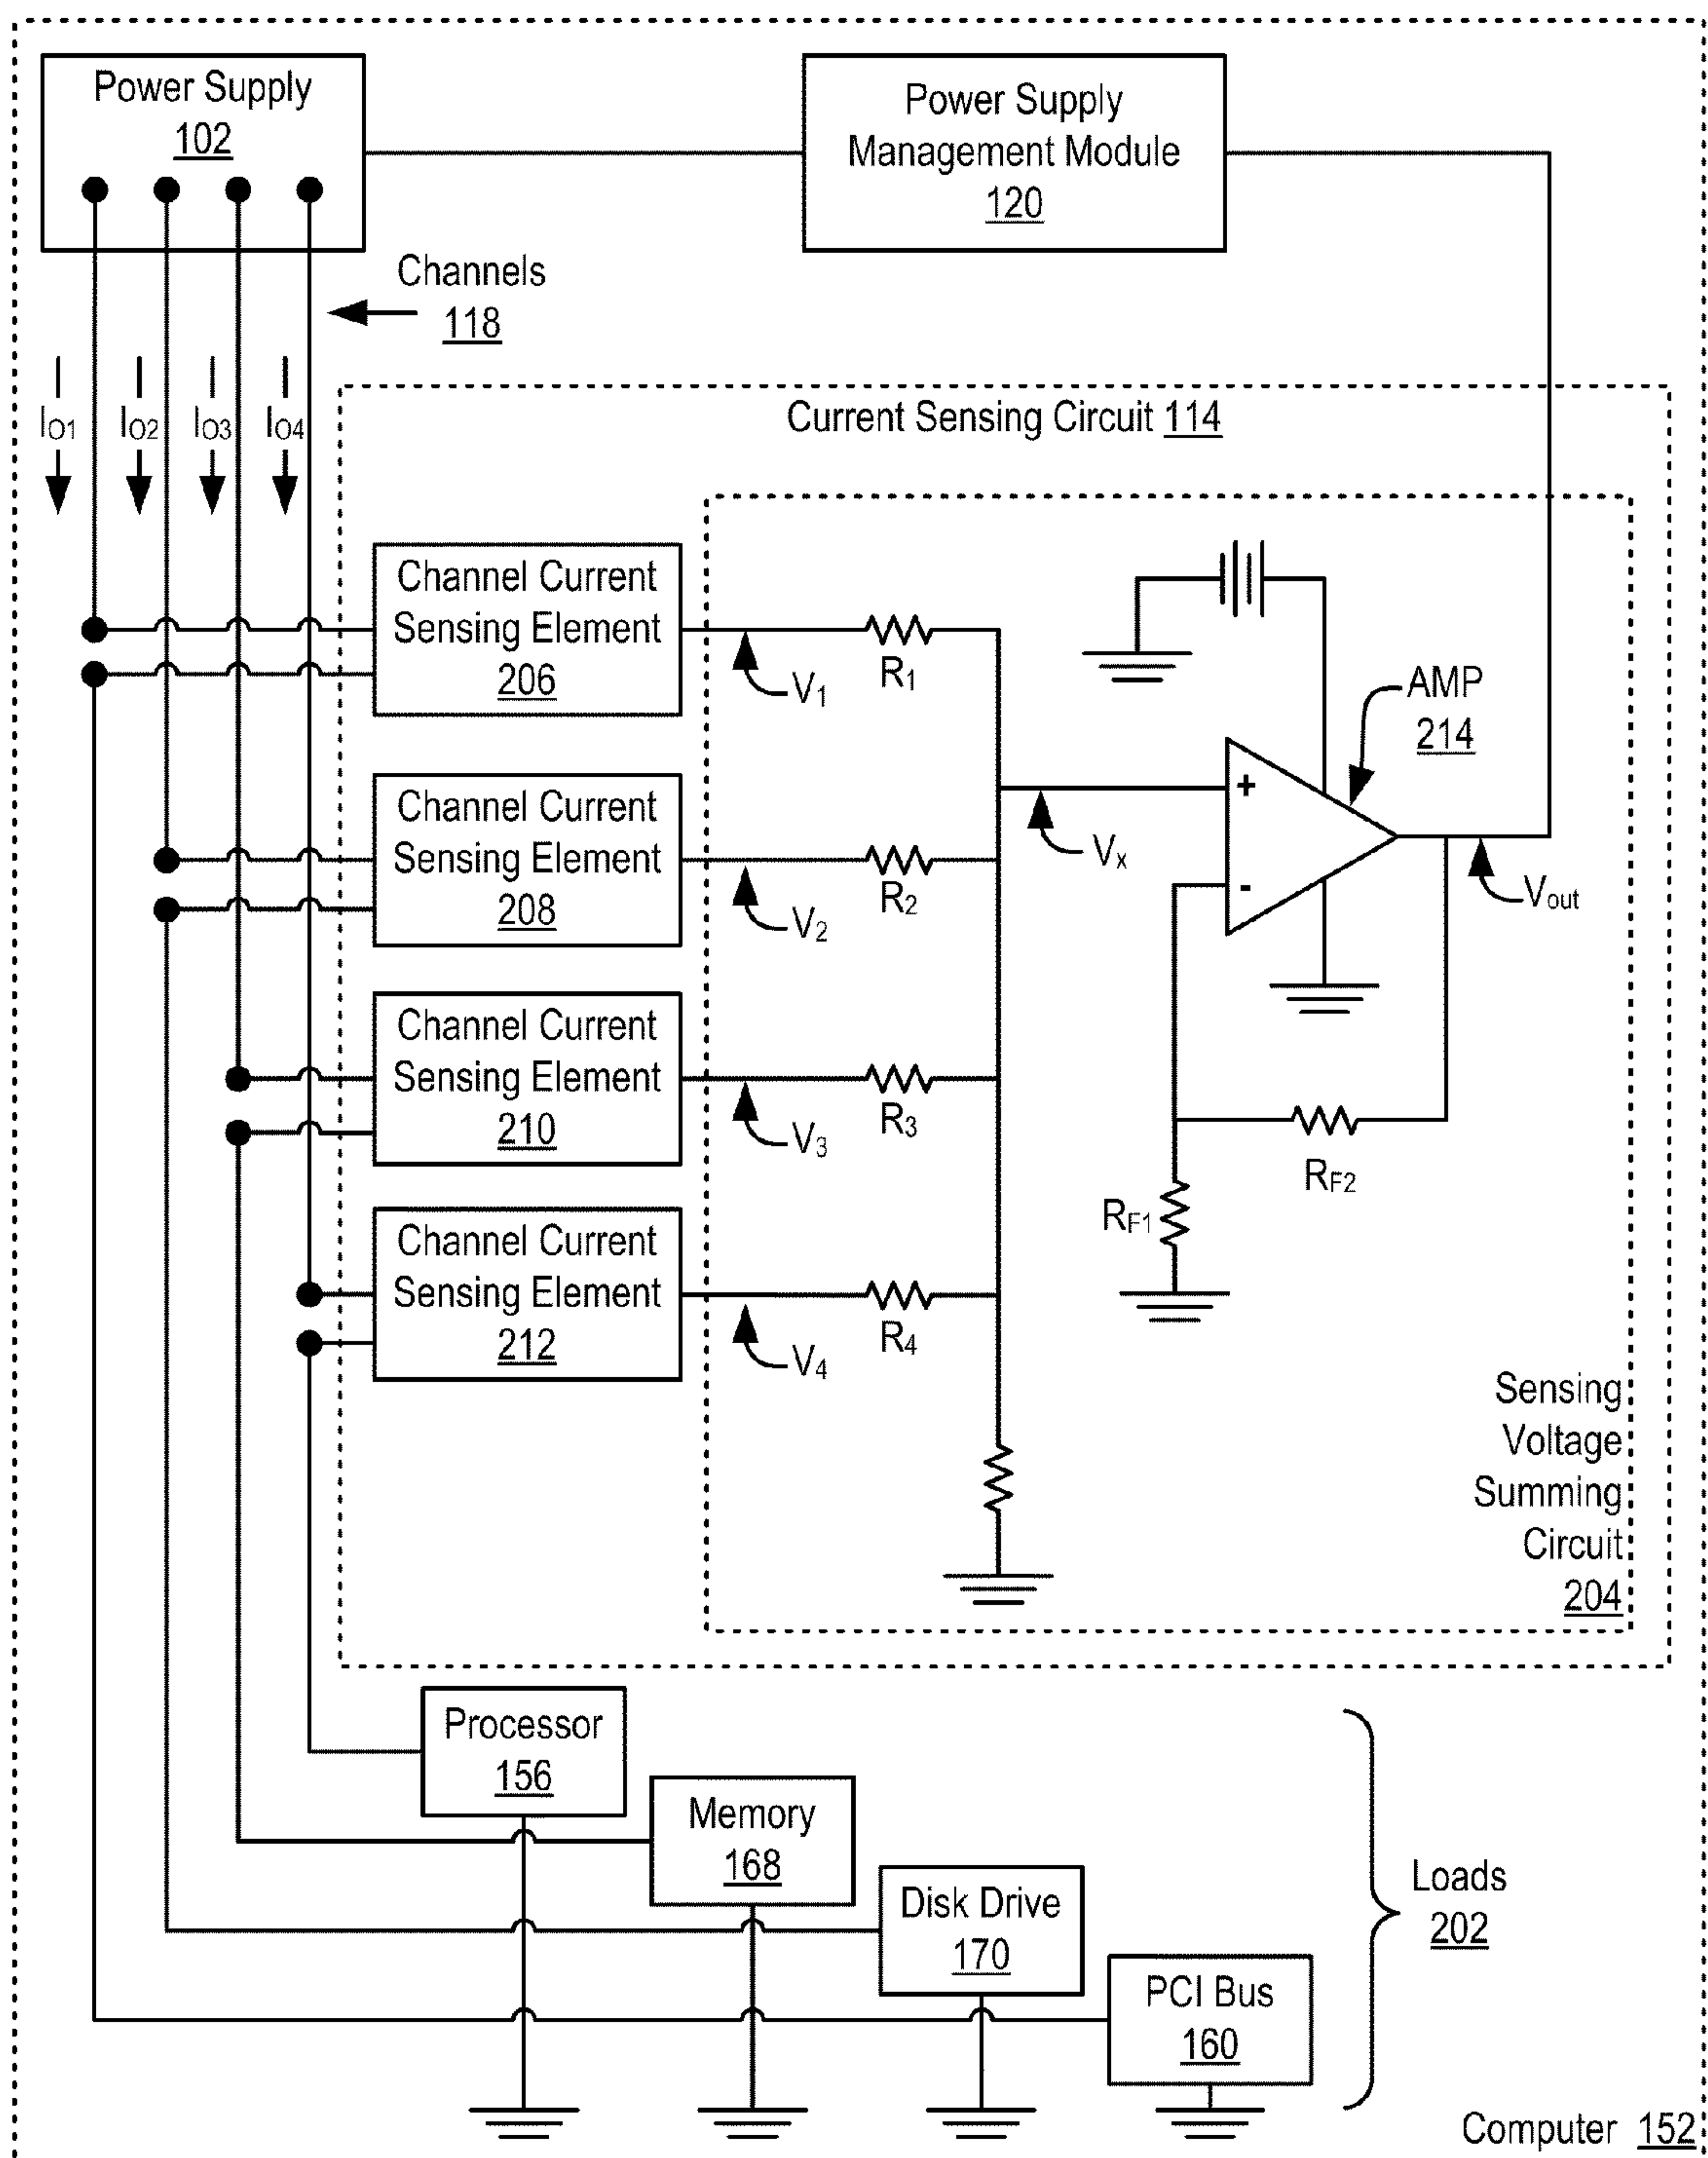 Power Supply
102
Power Supply
Management Module
120
Channels
118
IO1
IO2
IO3
IO4
Current Sensing Circuit 114
Channel Current
Sensing Element
206
V1
R1
AMP
214
+
-
Vx
Vout
Channel Current
Sensing Element
208
V2
R2
Channel Current
Sensing Element
210
V3
R3
RF2
RF1
Channel Current
Sensing Element
212
V4
R4
Sensing
Voltage
Summing
Circuit
204
Processor
156
Memory
168
Disk Drive
170
PCI Bus
160
Loads
202
Computer 152